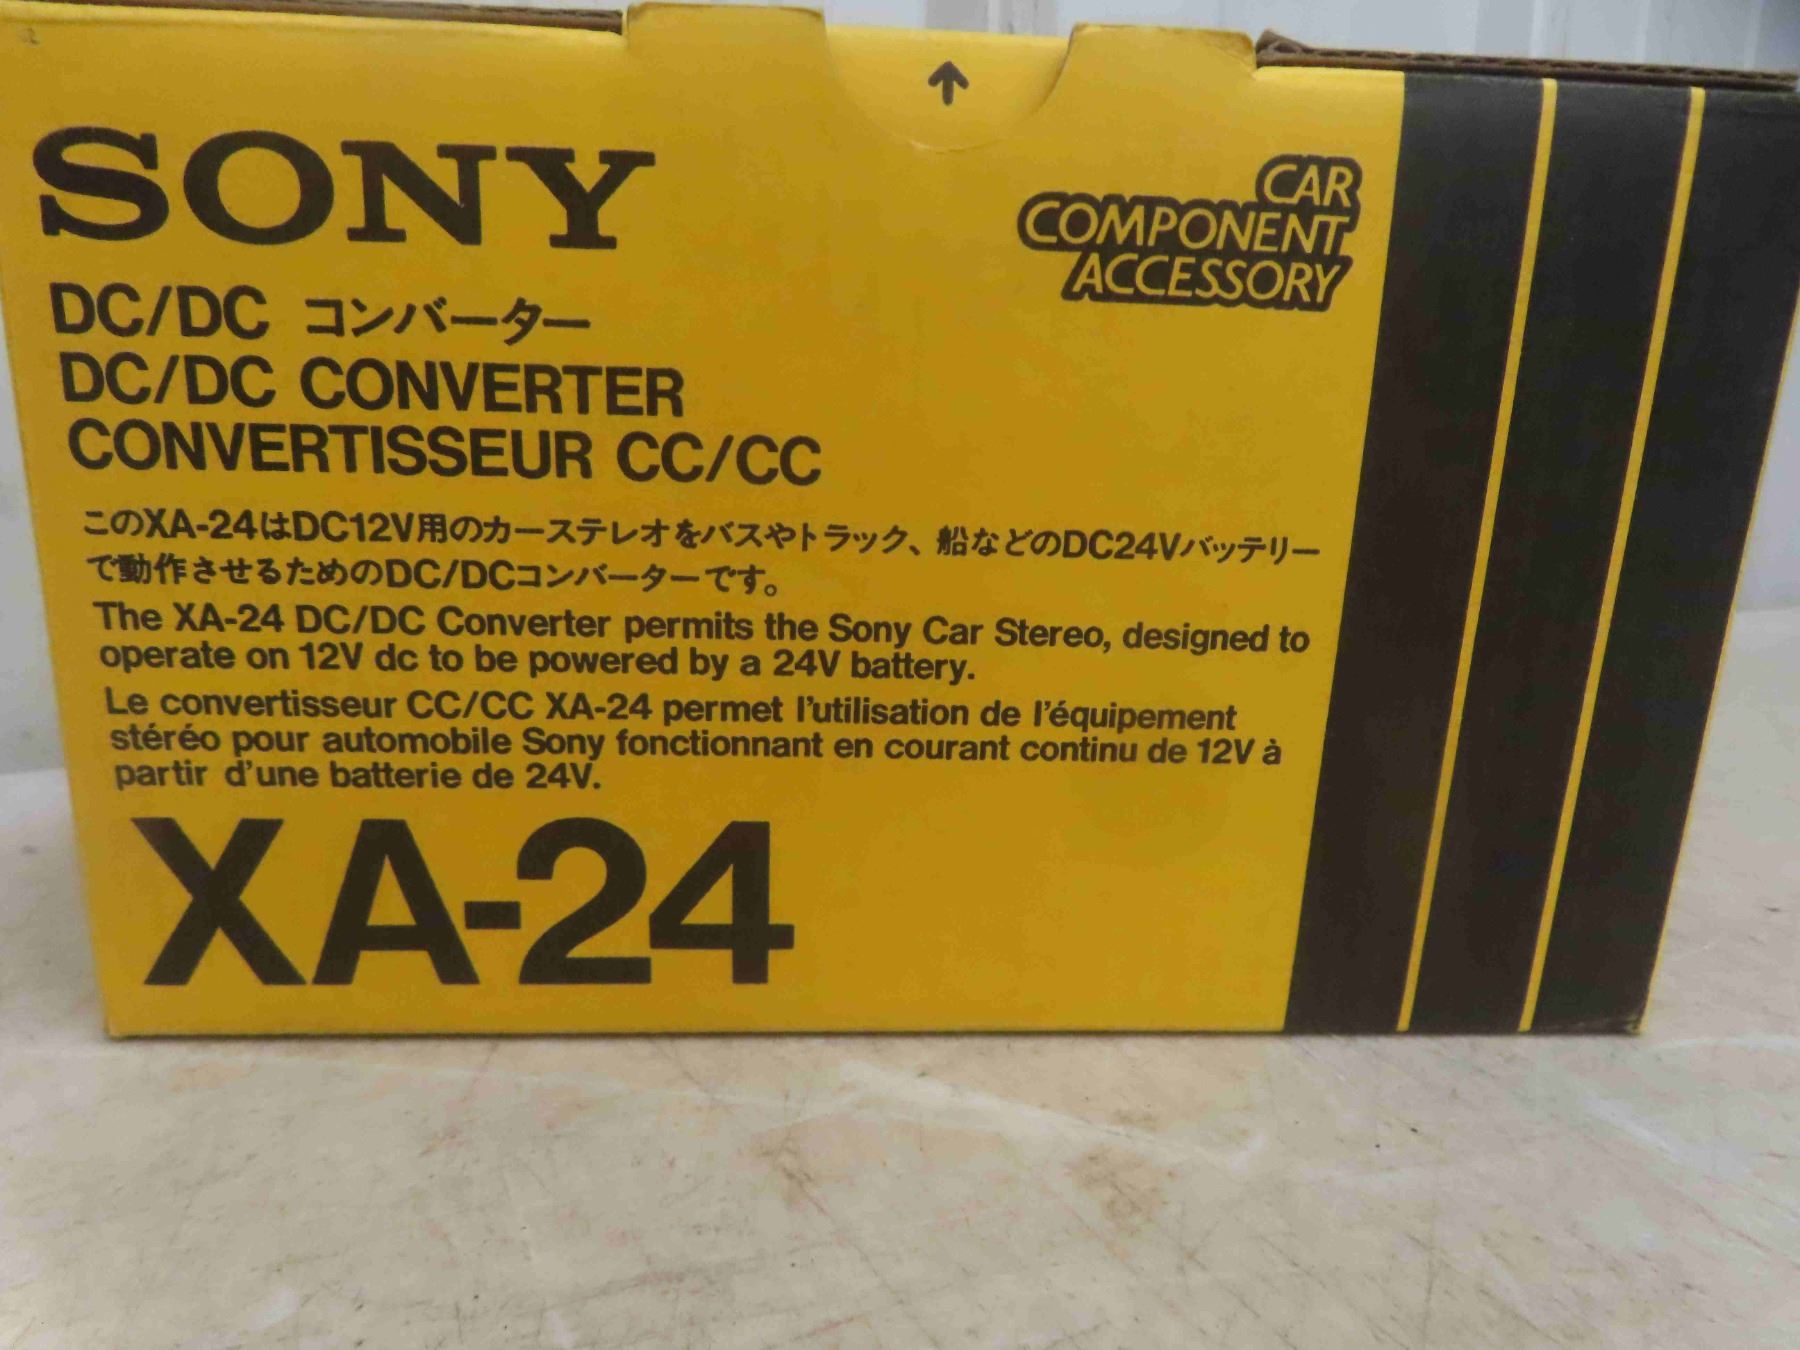 SONY
CAR
COMPONENT
ACCESSORY
DC/DC コンバーター
DC/DC CONVERTER
CONVERTISSEUR CC/CC
このXA-24はDC12V用のカーステレオをバスやトラック、船などのDC24Vバッテリー
で動作させるためのDC/DCコンバーターです。
The XA-24 DC/DC Converter permits the Sony Car Stereo, designed to
operate on 12V dc to be powered by a 24V battery.
Le convertisseur CC/CC XA-24 permet l'utilisation de l'équipement
stéréo pour automobile Sony fonctionnant en courant continu de 12V à
partir d'une batterie de 24V.
XA-24